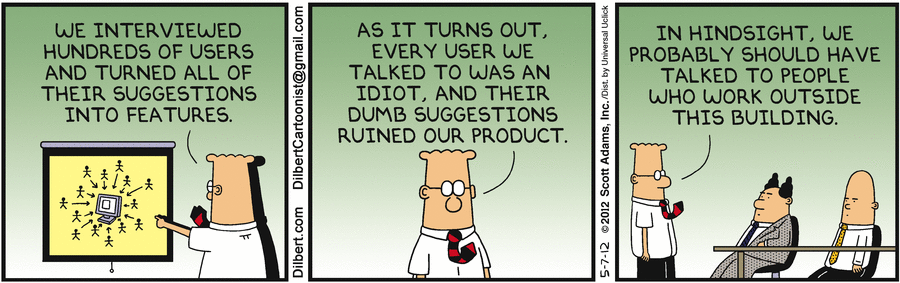 WE INTERVIEWED
HUNDREDS OF USERS
AND TURNED ALL OF
THEIR SUGGESTIONS
INTO FEATURES.
Dilbert.com DilbertCartoonist@gmail.com
AS IT TURNS OUT,
EVERY USER WE
TALKED TO WAS AN
IDIOT, AND THEIR
DUMB SUGGESTIONS
RUINED OUR PRODUCT.
5-7-12 © 2012 Scott Adams, Inc. /Dist. by Universal Uclick
IN HINDSIGHT, WE
PROBABLY SHOULD HAVE
TALKED TO PEOPLE
WHO WORK OUTSIDE
THIS BUILDING.